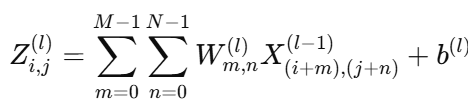 Z_{i,j}^{(l)} = \sum_{m=0}^{M-1} \sum_{n=0}^{N-1} W_{m,n}^{(l)} X_{(i+m),(j+n)}^{(l-1)} + b^{(l)}